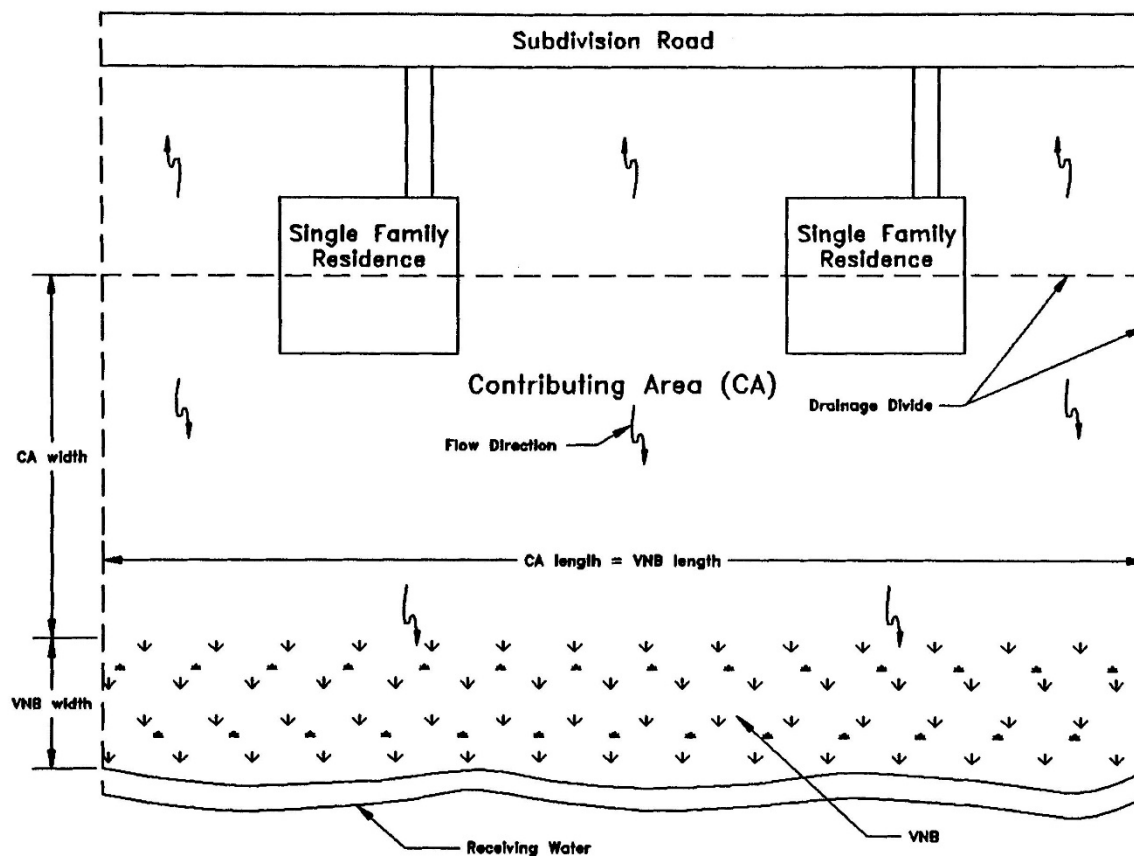 Subdivision Road
Single Family
Residence
Single Family
Residence
Contributing Area (CA)
Drainage Divide
Flow Direction
CA width
CA length = VNB length
VNB width
VNB
Receiving Water